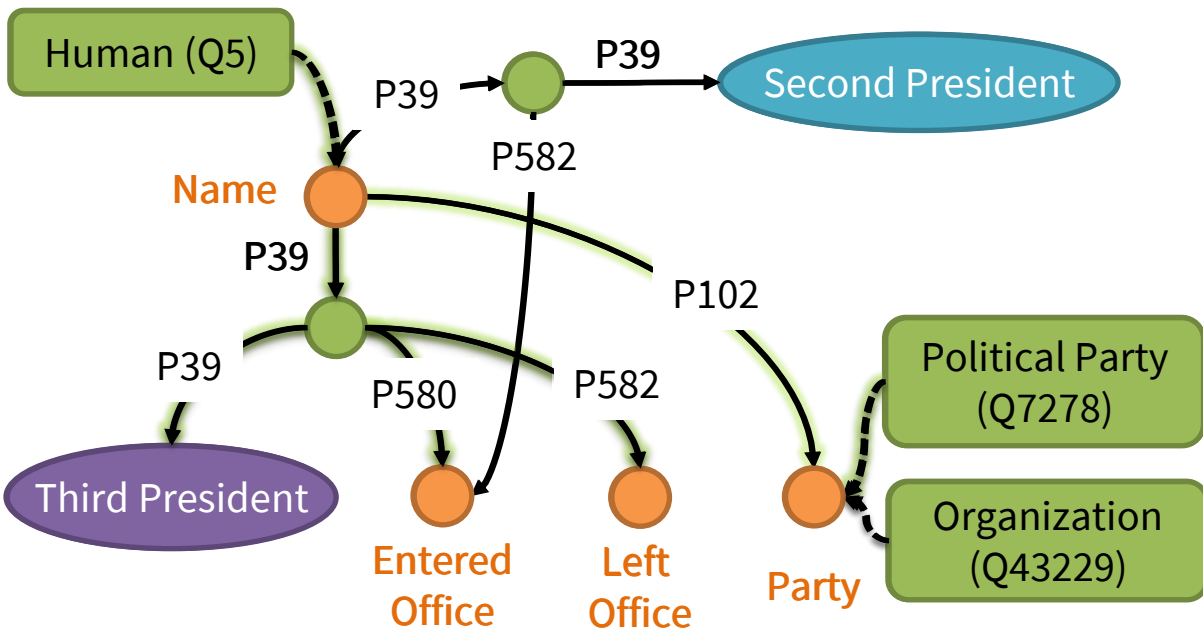 Human (Q5)
P39
Second President
P39
P582
Name
P39
P102
P39
P580
P582
Political Party
(Q7278)
Third President
Organization
(Q43229)
Entered
Office
Left
Office
Party